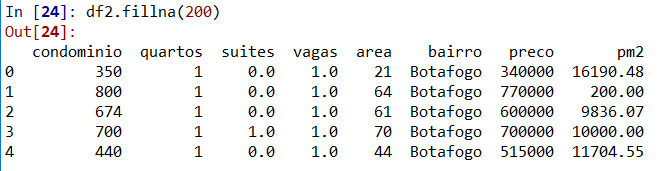 In [24]: df2.fillna(200)
Out[24]:
condominio quartos suites vagas area bairro preco pm2
0 350 1 0.0 1.0 21 Botafogo 340000 16190.48
1 800 1 0.0 1.0 64 Botafogo 770000 200.00
2 674 1 0.0 1.0 61 Botafogo 600000 9836.07
3 700 1 1.0 1.0 70 Botafogo 700000 10000.00
4 440 1 0.0 1.0 44 Botafogo 515000 11704.55